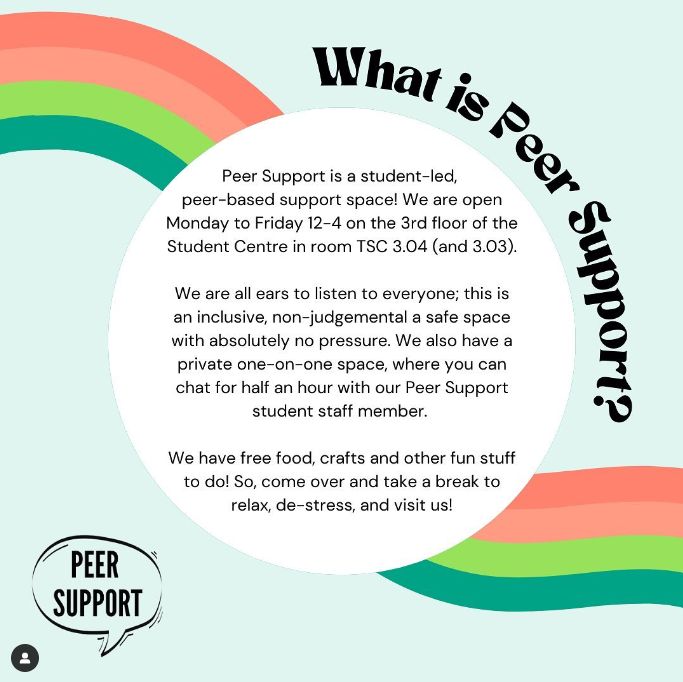 What is Peer Support?
Peer Support is a student-led,
peer-based support space! We are open
Monday to Friday 12-4 on the 3rd floor of the
Student Centre in room TSC 3.04 (and 3.03).
We are all ears to listen to everyone; this is
an inclusive, non-judgemental a safe space
with absolutely no pressure. We also have a
private one-on-one space, where you can
chat for half an hour with our Peer Support
student staff member.
We have free food, crafts and other fun stuff
to do! So, come over and take a break to
relax, de-stress, and visit us!
PEER
SUPPORT